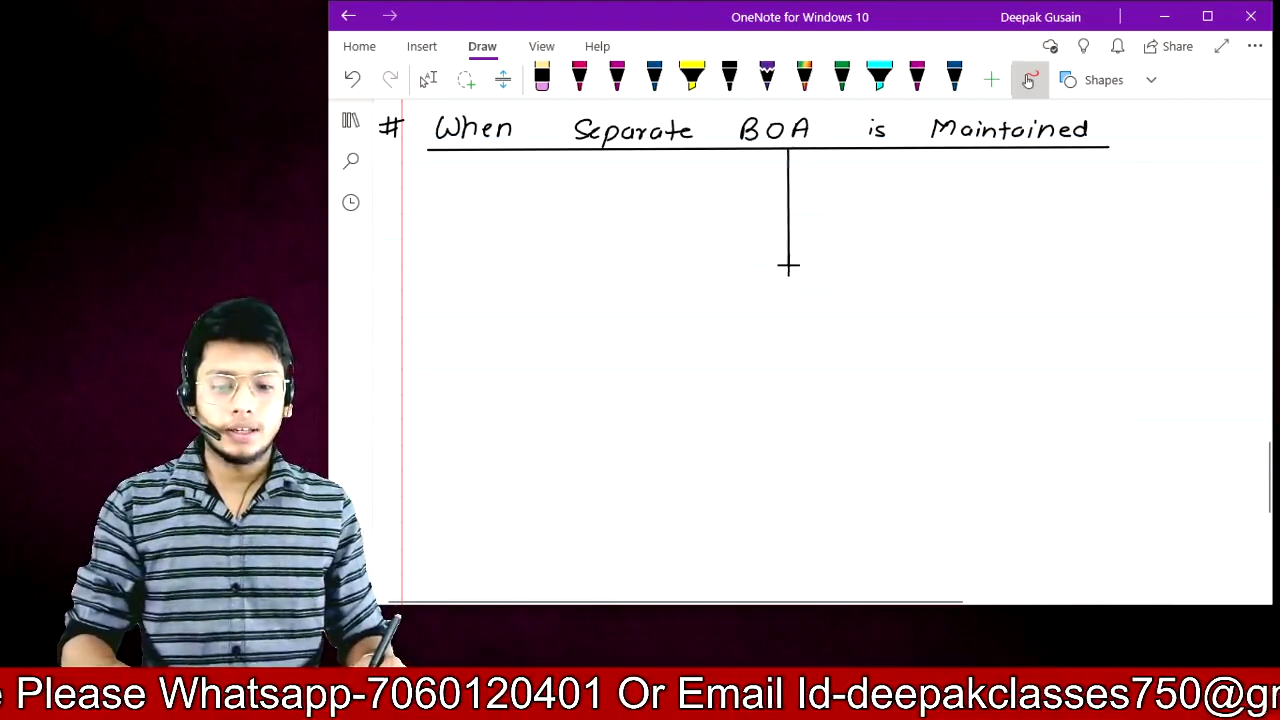 OneNote for Windows 10
Deepak Gusain
Home Insert Draw View Help
Share
Shapes
# When Separate BOA is Maintained
e Please Whatsapp-7060120401 Or Email Id-deepakclasses750@gr